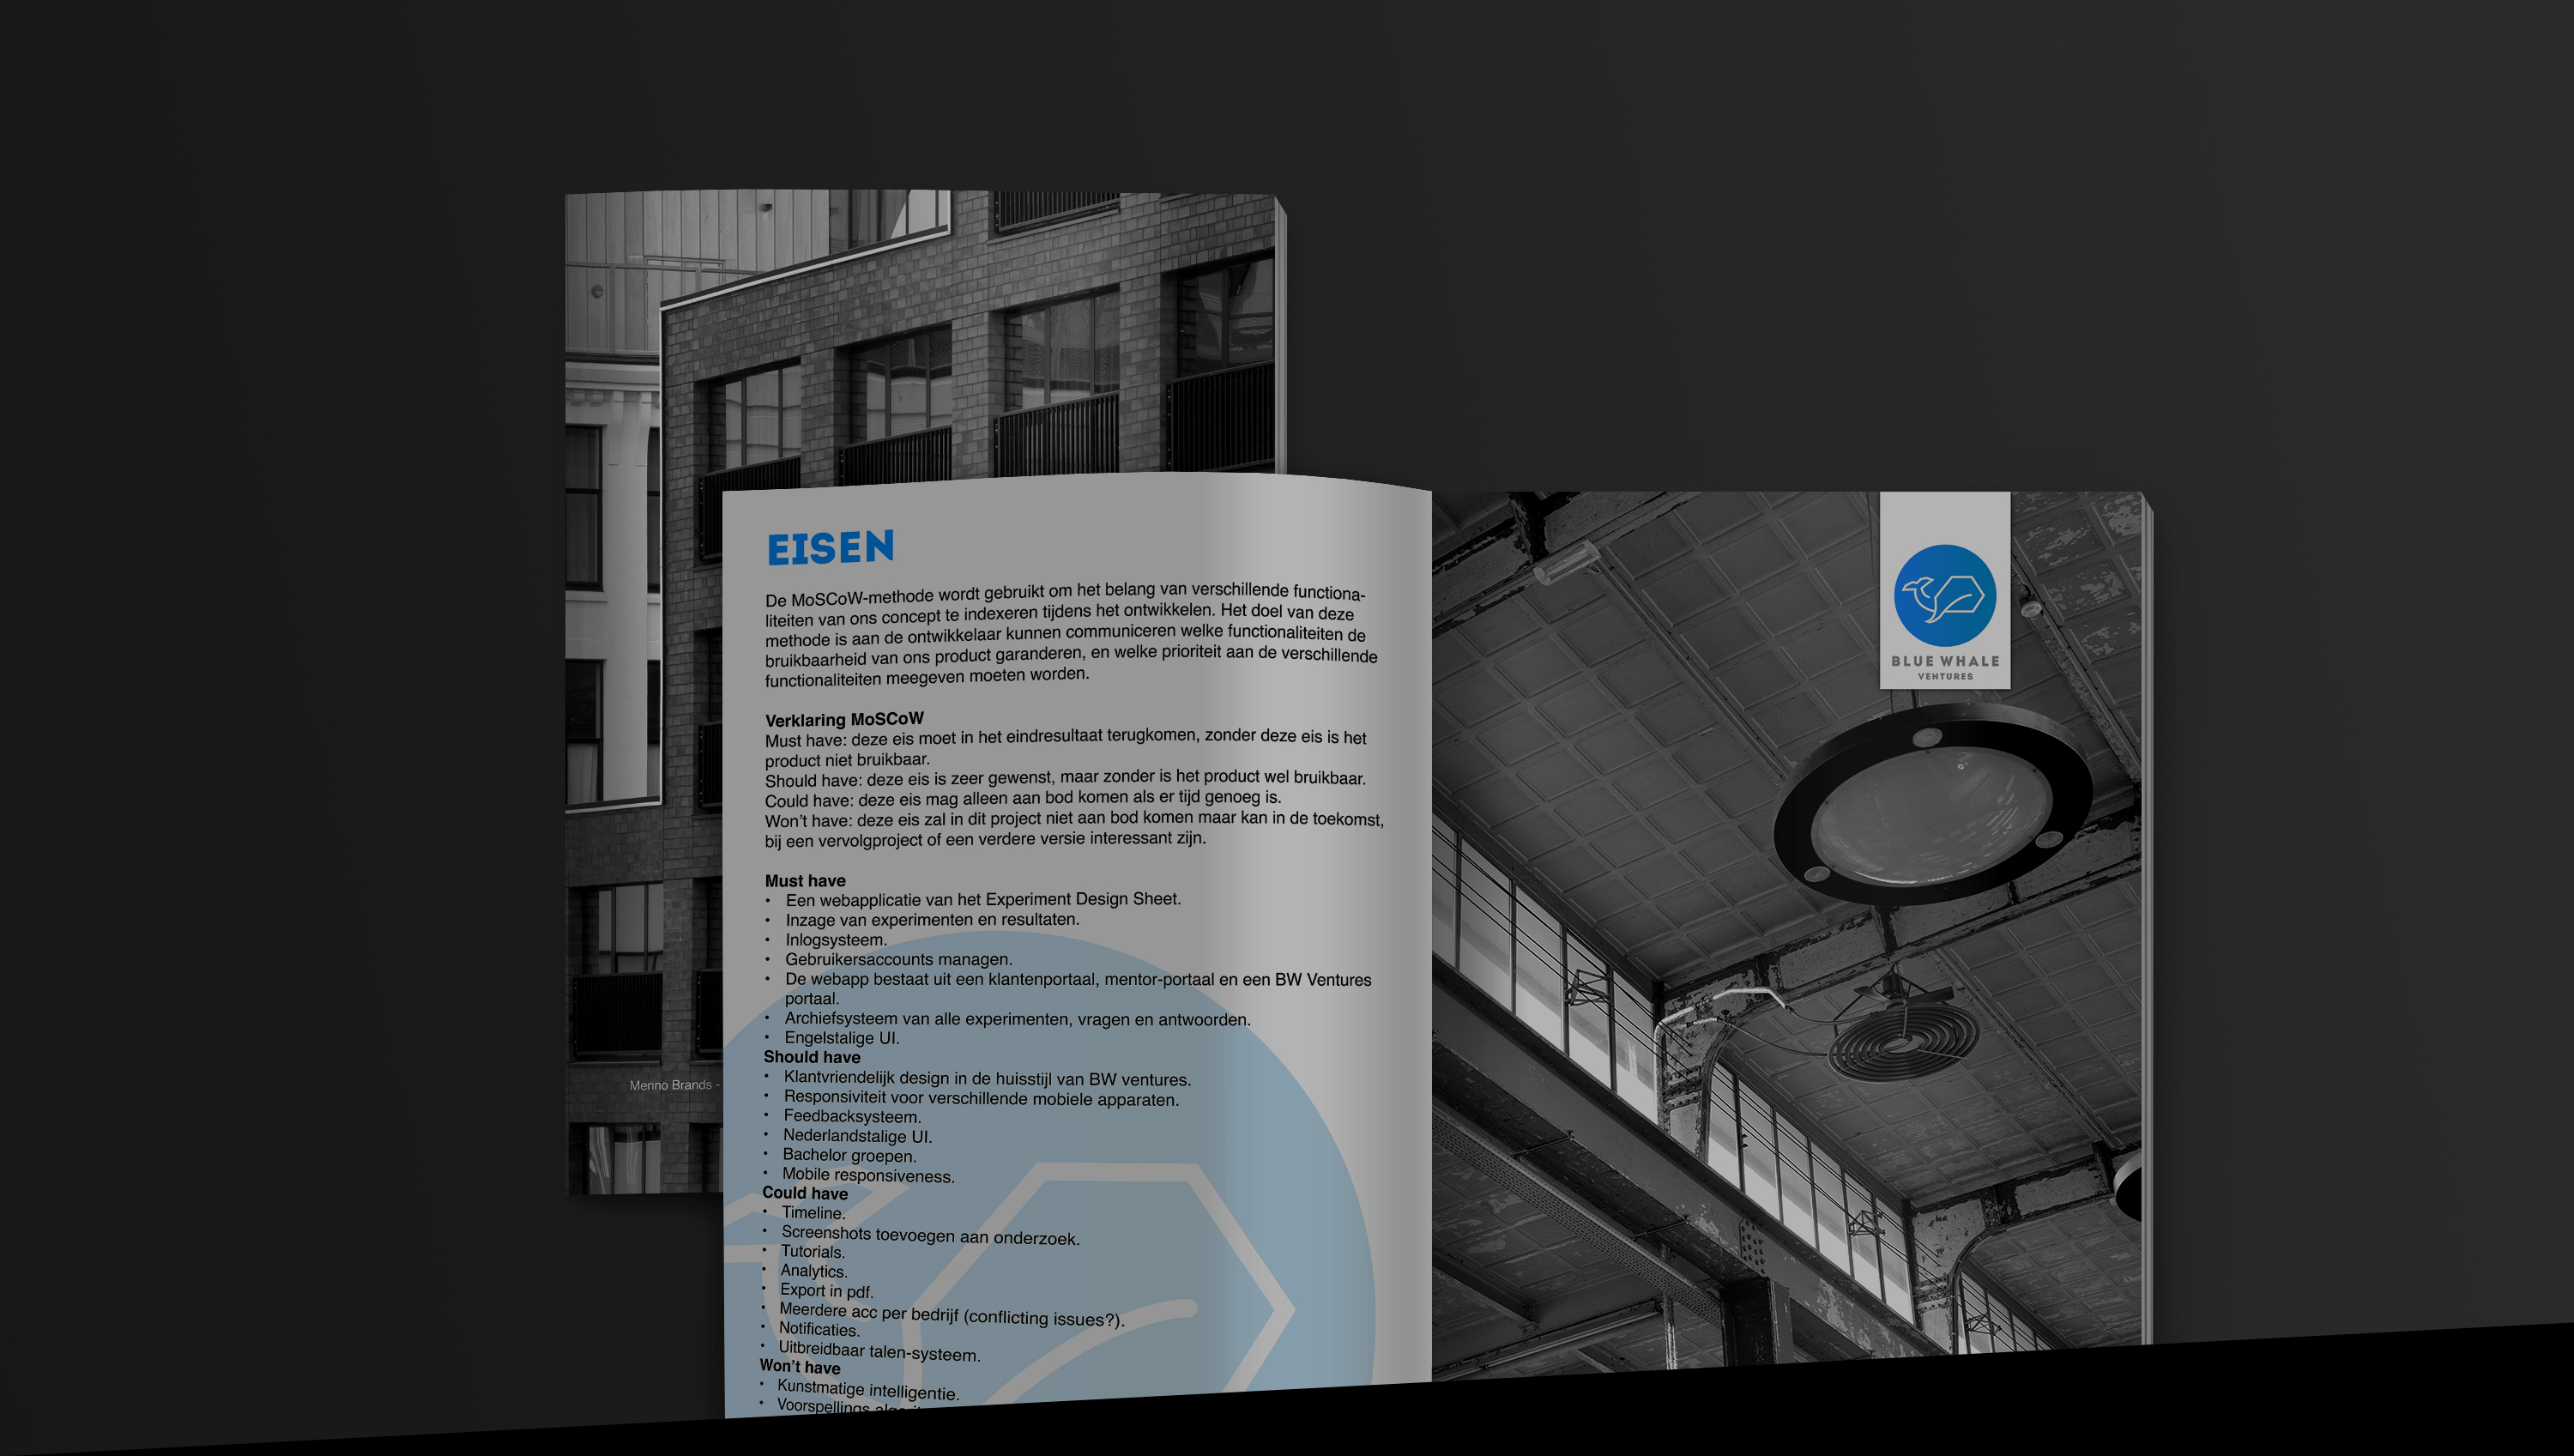 EISEN
De MoSCoW-methode wordt gebruikt om het belang van verschillende functiona-
liteiten van ons concept te indexeren tijdens het ontwikkelen. Het doel van deze
methode is aan de ontwikkelaar kunnen communiceren welke functionaliteiten de
bruikbaarheid van ons product garanderen, en welke prioriteit aan de verschillende
functionaliteiten meegeven moeten worden.
Verklaring MoSCoW
Must have: deze eis moet in het eindresultaat terugkomen, zonder deze eis is het
product niet bruikbaar.
Should have: deze eis is zeer gewenst, maar zonder is het product wel bruikbaar.
Could have: deze eis mag alleen aan bod komen als er tijd genoeg is.
Won't have: deze eis zal in dit project niet aan bod komen maar kan in de toekomst,
bij een vervolgproject of een verdere versie interessant zijn.
Must have
• Een webapplicatie van het Experiment Design Sheet.
• Inzage van experimenten en resultaten.
• Inlogsysteem.
• Gebruikersaccounts managen.
• De webapp bestaat uit een klantenportaal, mentor-portaal en een BW Ventures
portaal.
• Archiefsysteem van alle experimenten, vragen en antwoorden.
• Engelstalige UI.
Should have
• Klantvriendelijk design in de huisstijl van BW ventures.
• Responsiviteit voor verschillende mobiele apparaten.
• Feedbacksysteem.
• Nederlandstalige UI.
• Bachelor groepen.
• Mobile responsiveness.
Could have
• Timeline.
• Screenshots toevoegen aan onderzoek.
• Tutorials.
• Analytics.
• Export in pdf.
• Meerdere acc per bedrijf (conflicting issues?).
• Notificaties.
• Uitbreidbaar talen-systeem.
Won't have
• Kunstmatige intelligentie.
• Voorspellings
Menno Brands -
BLUE WHALE
VENTURES